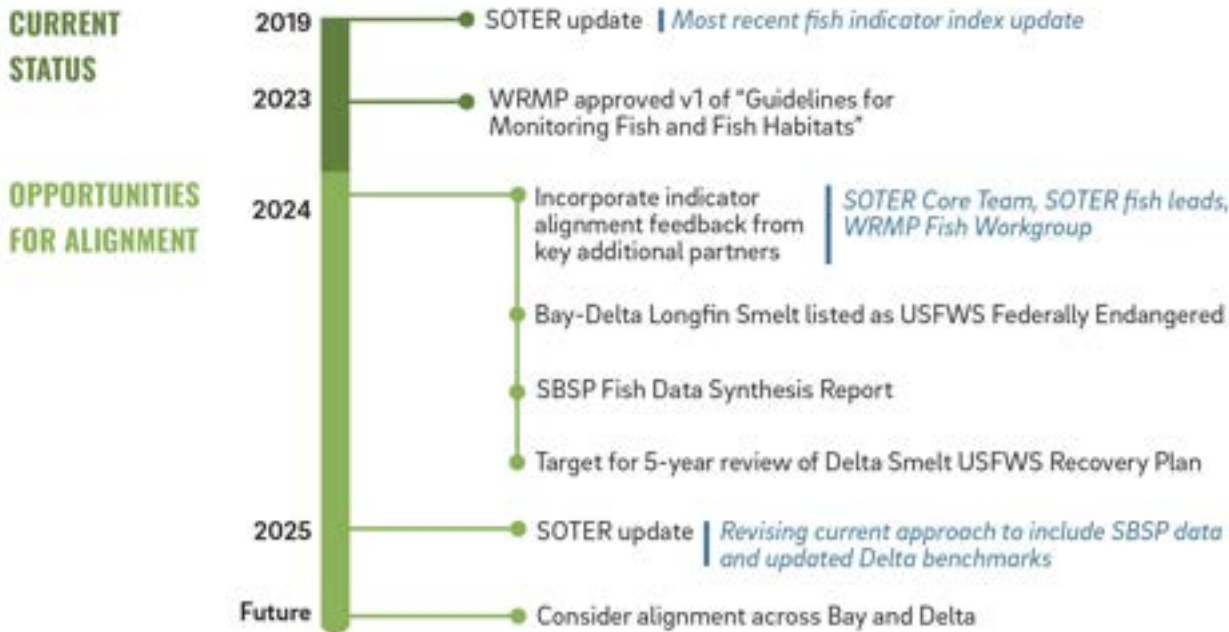 CURRENT
STATUS
2019
SOTER update
Most recent fish indicator index update
2023
WRMP approved v1 of "Guidelines for
Monitoring Fish and Fish Habitats"
OPPORTUNITIES
FOR ALIGNMENT
2024
Incorporate indicator
alignment feedback from
key additional partners
SOTER Core Team, SOTER fish leads,
WRMP Fish Workgroup
Bay-Delta Longfin Smelt listed as USFWS Federally Endangered
SBSP Fish Data Synthesis Report
Target for 5-year review of Delta Smelt USFWS Recovery Plan
2025
SOTER update
Revising current approach to include SBSP data
and updated Delta benchmarks
Future
Consider alignment across Bay and Delta